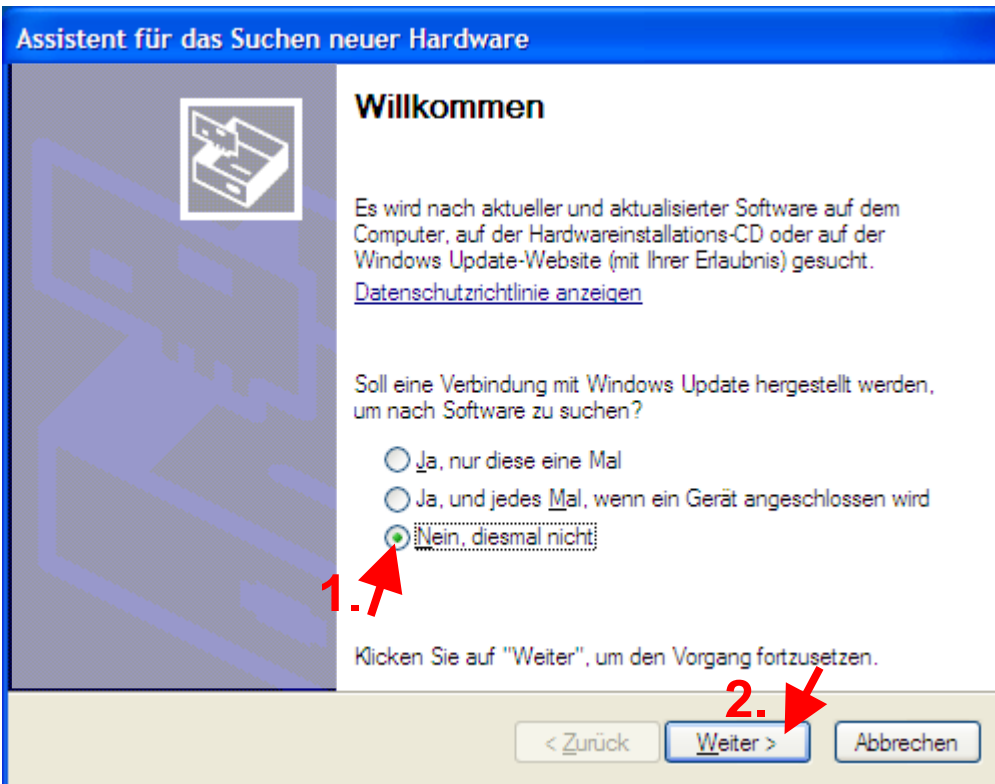 Assistent für das Suchen neuer Hardware
Willkommen
Es wird nach aktueller und aktualisierter Software auf dem
Computer, auf der Hardwareinstallations-CD oder auf der
Windows Update-Website (mit Ihrer Erlaubnis) gesucht.
Datenschutzrichtlinie anzeigen
Soll eine Verbindung mit Windows Update hergestellt werden,
um nach Software zu suchen?
Ja, nur diese eine Mal
Ja, und jedes Mal, wenn ein Gerät angeschlossen wird
Nein, diesmal nicht
1.
Klicken Sie auf "Weiter", um den Vorgang fortzusetzen.
2.
< Zurück Weiter > Abbrechen